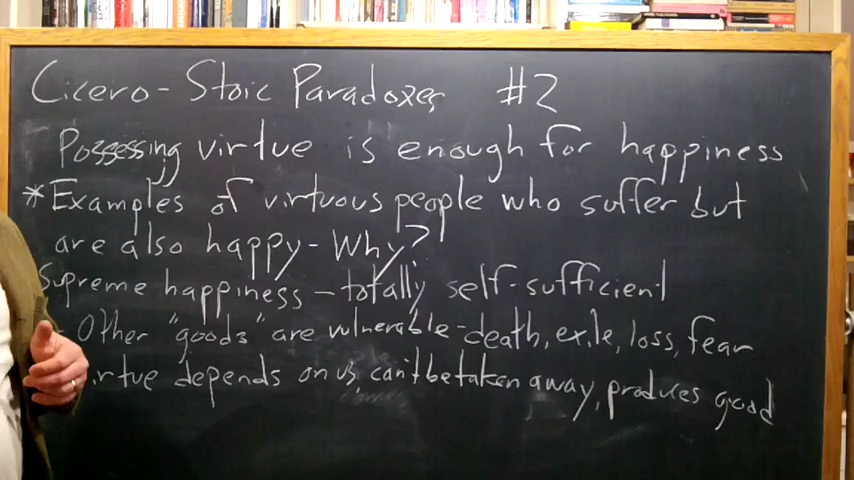 Cicero - Stoic Paradoxes #2
Possessing virtue is enough for happiness
* Examples of virtuous people who suffer but
are also happy - Why?
Supreme happiness - totally self-sufficient
Other "goods" are vulnerable - death, exile, loss, fear
irtue depends on us, can't be taken away, produces good